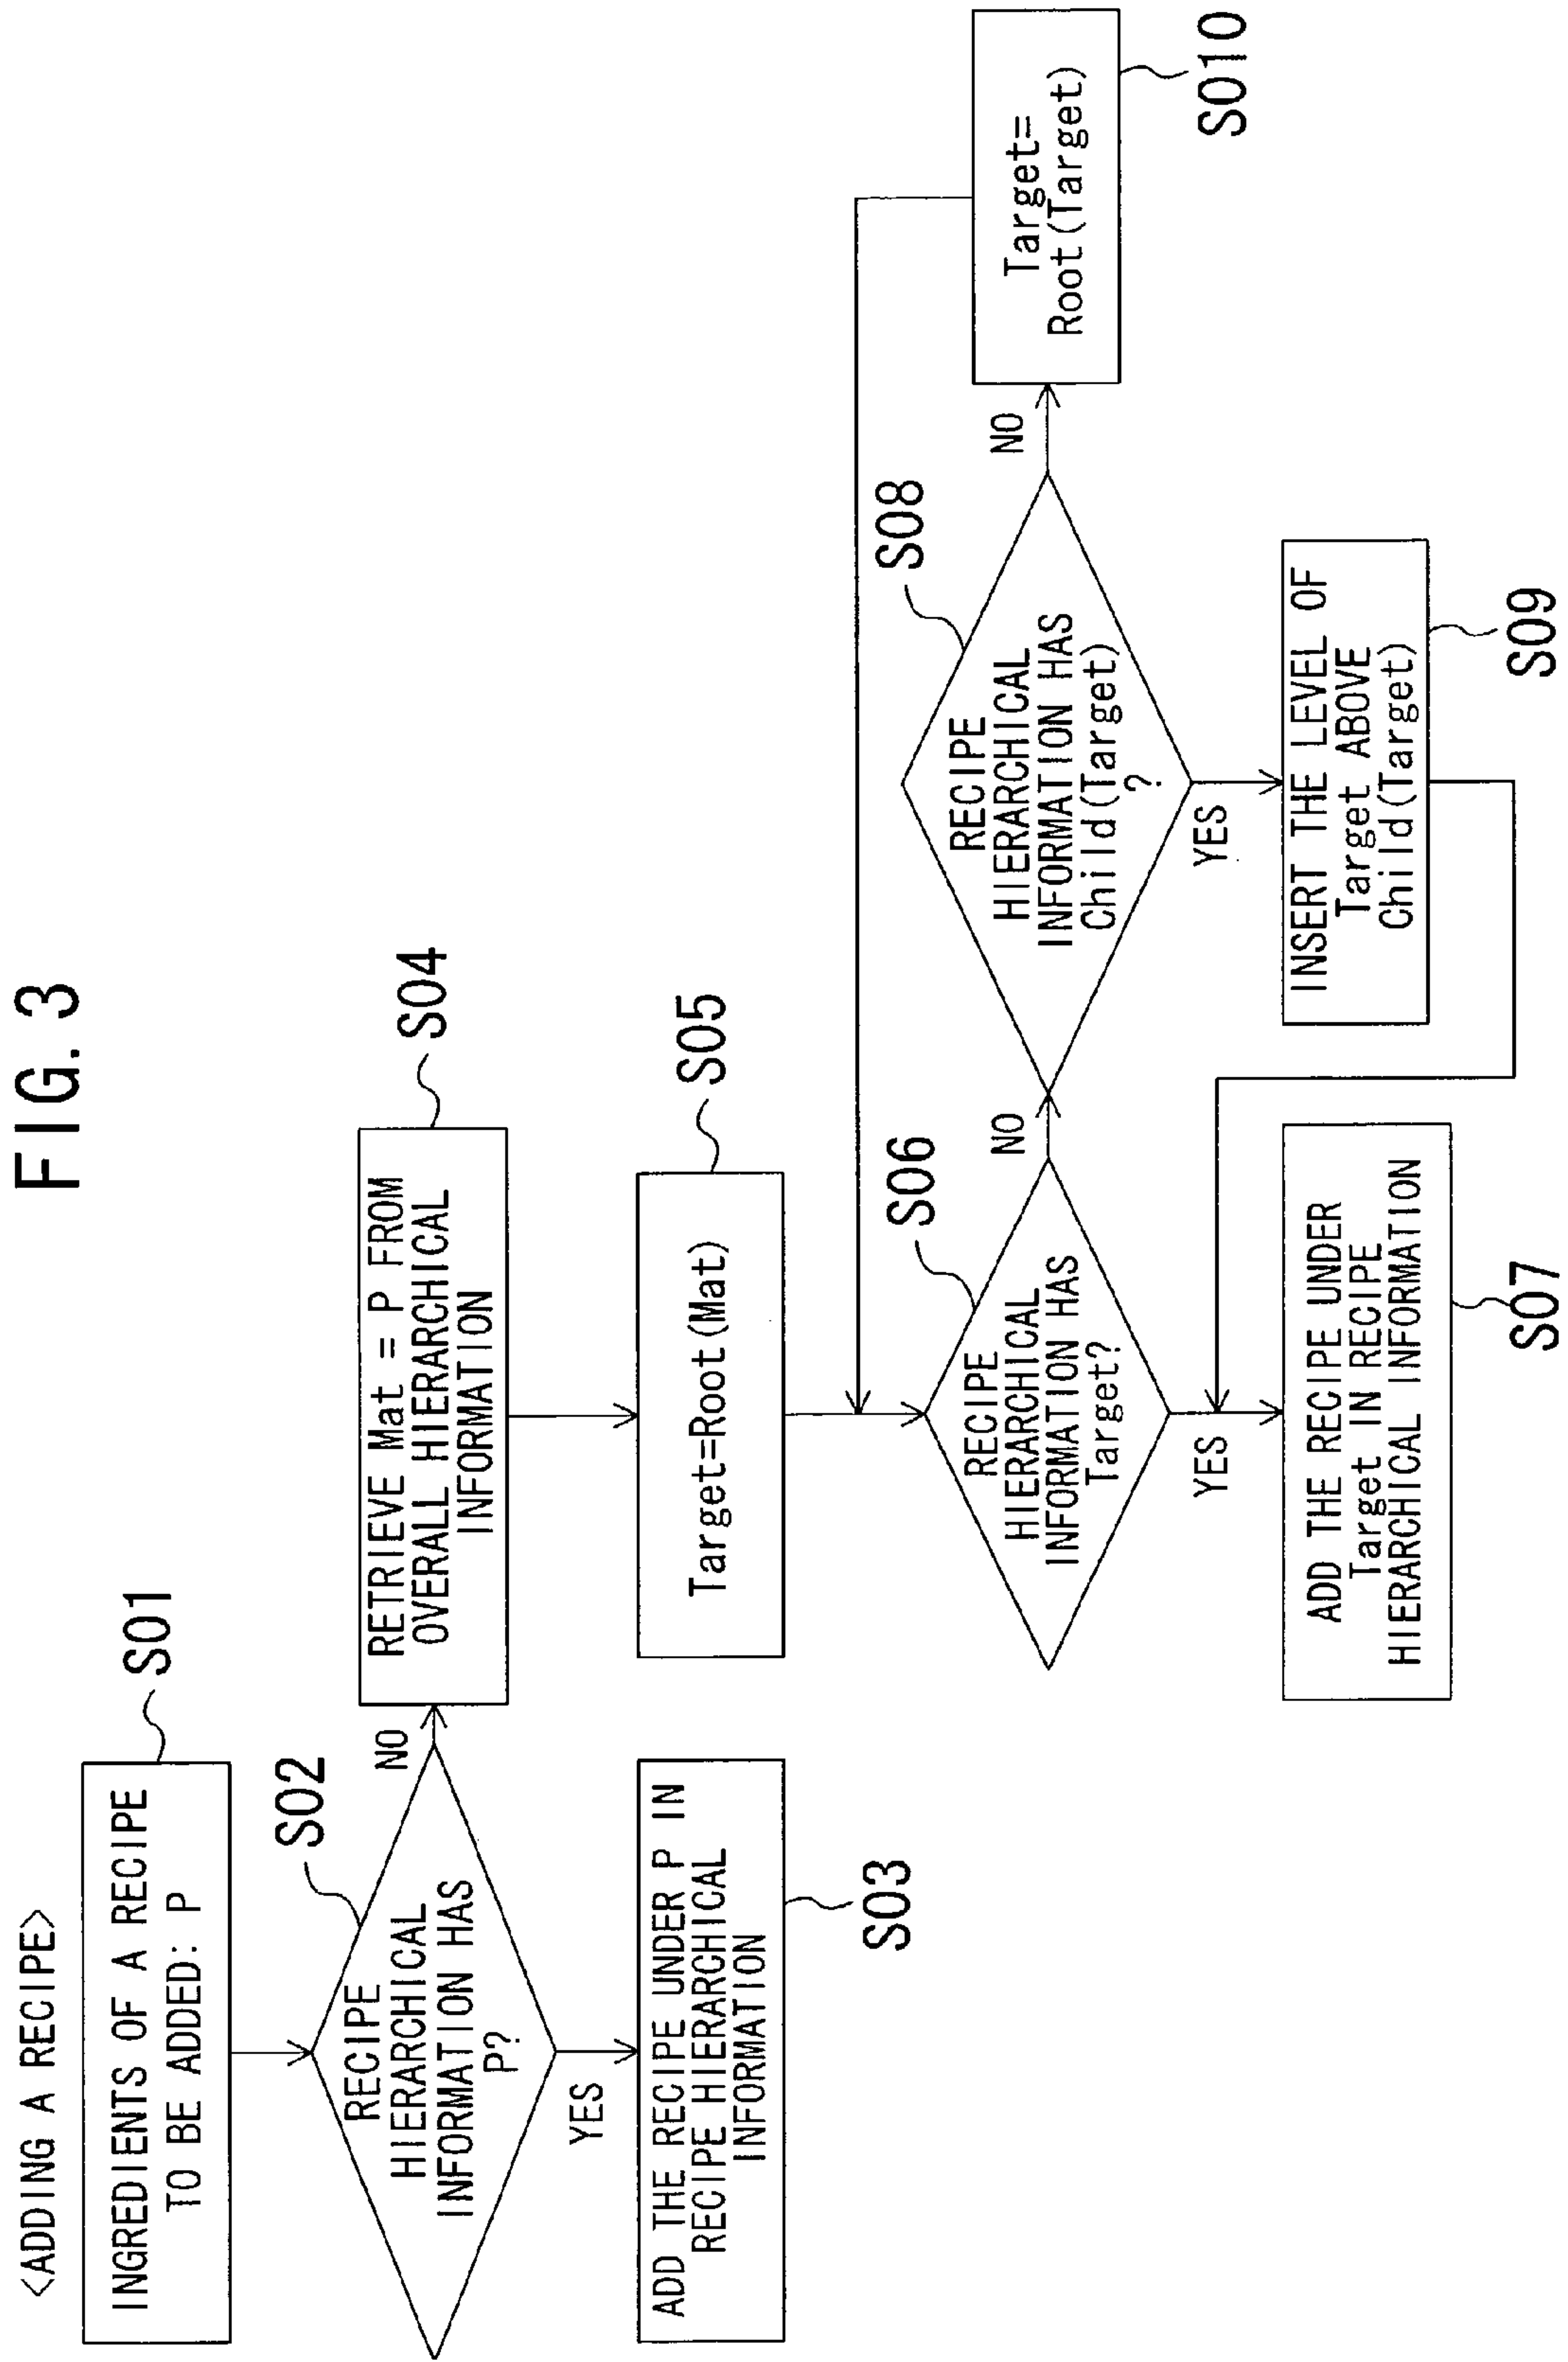 FIG. 3
<ADDING A RECIPE>
INGREDIENTS OF A RECIPE
TO BE ADDED: P
S01
RECIPE
HIERARCHICAL
INFORMATION HAS
P?
S02
YES
NO
ADD THE RECIPE UNDER P IN
RECIPE HIERARCHICAL
INFORMATION
S03
RETRIEVE Mat = P FROM
OVERALL HIERARCHICAL
INFORMATION
S04
Target=Root(Mat)
S05
RECIPE
HIERARCHICAL
INFORMATION HAS
Target?
S06
YES
NO
ADD THE RECIPE UNDER
Target IN RECIPE
HIERARCHICAL INFORMATION
S07
RECIPE
HIERARCHICAL
INFORMATION HAS
Child(Target)
?
S08
YES
NO
INSERT THE LEVEL OF
Target ABOVE
Child(Target)
S09
Target=
Root(Target)
S010